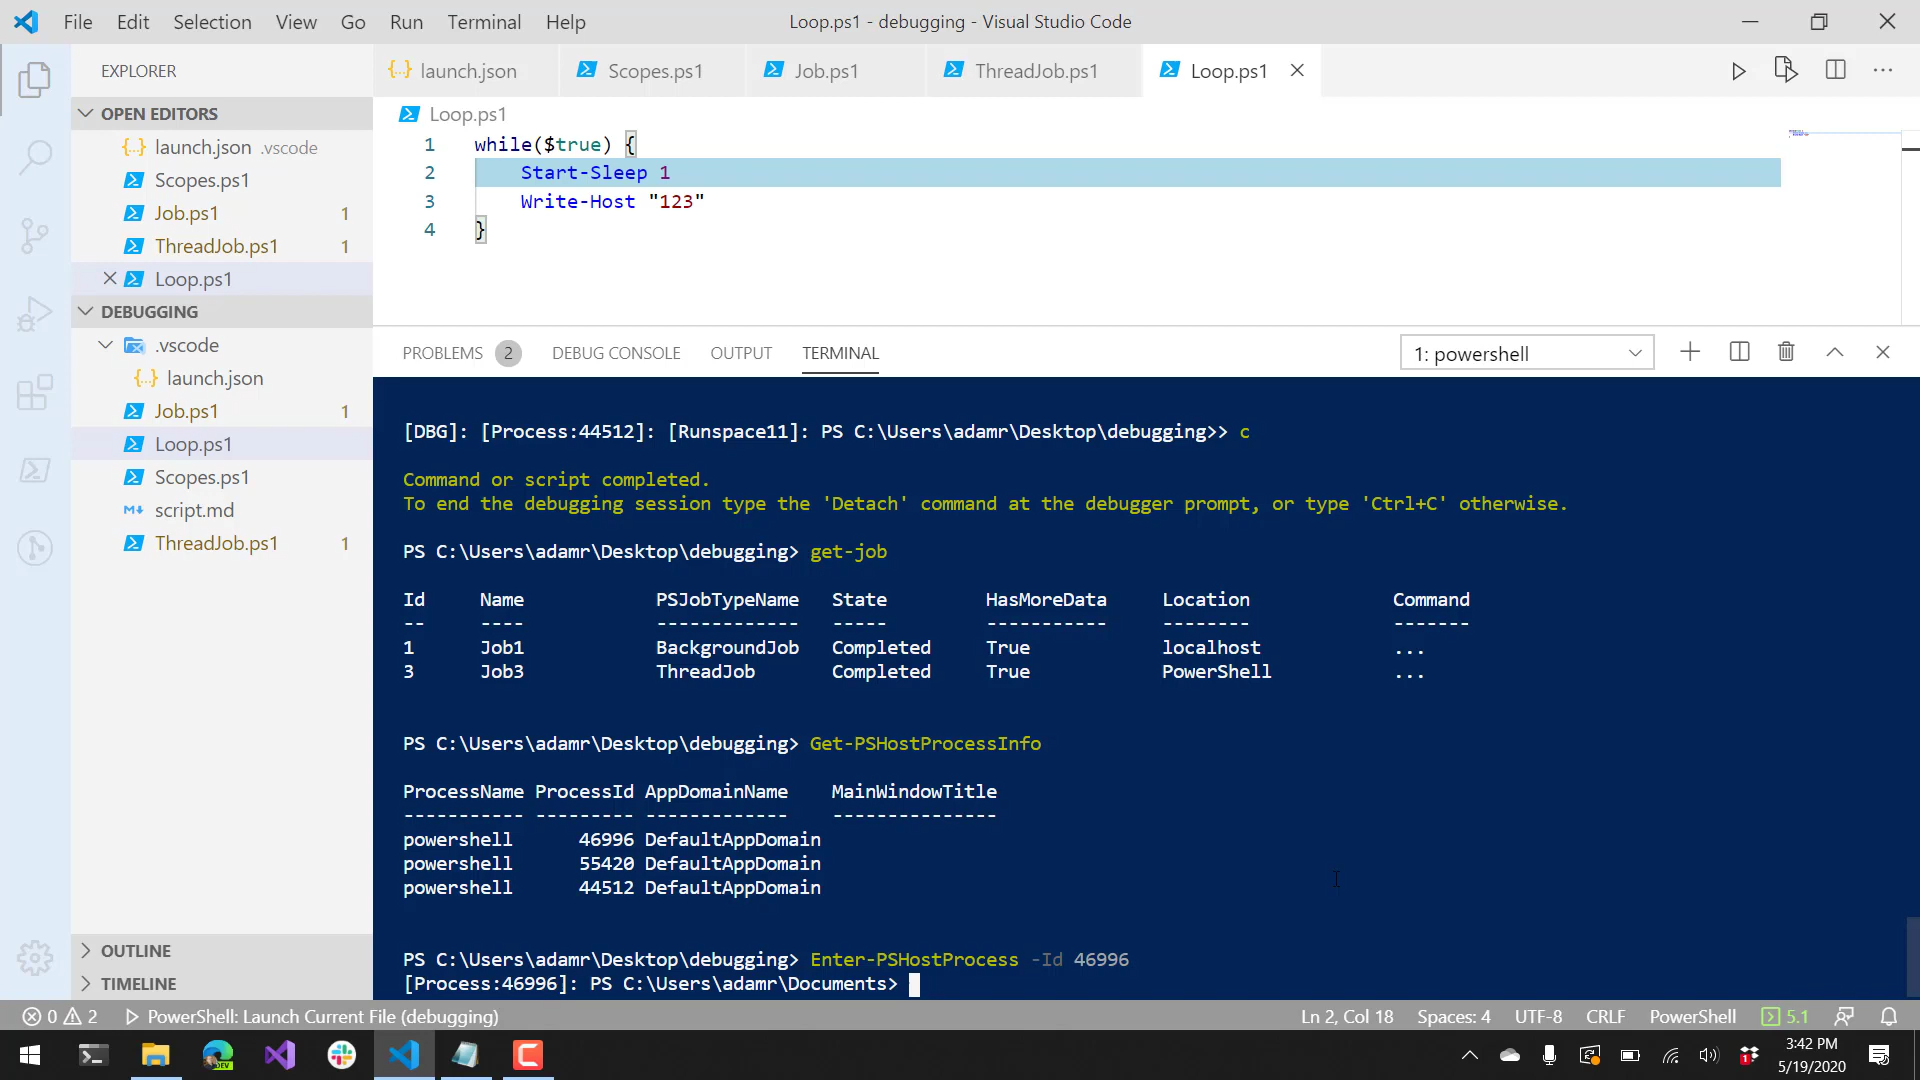 File Edit Selection View Go Run Terminal Help
Loop.ps1 - debugging - Visual Studio Code
EXPLORER
OPEN EDITORS
launch.json .vscode
Scopes.ps1
Job.ps1 1
ThreadJob.ps1 1
Loop.ps1
DEBUGGING
.vscode
launch.json
Job.ps1 1
Loop.ps1
Scopes.ps1
script.md
ThreadJob.ps1 1
OUTLINE
TIMELINE
launch.json Scopes.ps1 Job.ps1 ThreadJob.ps1 Loop.ps1
Loop.ps1
1 while($true) {
2 Start-Sleep 1
3 Write-Host "123"
4 }
PROBLEMS 2 DEBUG CONSOLE OUTPUT TERMINAL
1: powershell
[DBG]: [Process:44512]: [Runspace11]: PS C:\Users\adamr\Desktop\debugging>> c
Command or script completed.
To end the debugging session type the 'Detach' command at the debugger prompt, or type 'Ctrl+C' otherwise.
PS C:\Users\adamr\Desktop\debugging> get-job
Id Name PSJobTypeName State HasMoreData Location Command
-- ---- ------------- ----- ----------- -------- -------
1 Job1 BackgroundJob Completed True localhost ...
3 Job3 ThreadJob Completed True PowerShell ...
PS C:\Users\adamr\Desktop\debugging> Get-PSHostProcessInfo
ProcessName ProcessId AppDomainName MainWindowTitle
----------- --------- ------------- ---------------
powershell 46996 DefaultAppDomain
powershell 55420 DefaultAppDomain
powershell 44512 DefaultAppDomain
PS C:\Users\adamr\Desktop\debugging> Enter-PSHostProcess -Id 46996
[Process:46996]: PS C:\Users\adamr\Documents>
0 2 PowerShell: Launch Current File (debugging)
Ln 2, Col 18 Spaces: 4 UTF-8 CRLF PowerShell 5.1
DEV
1
3:42 PM
5/19/2020